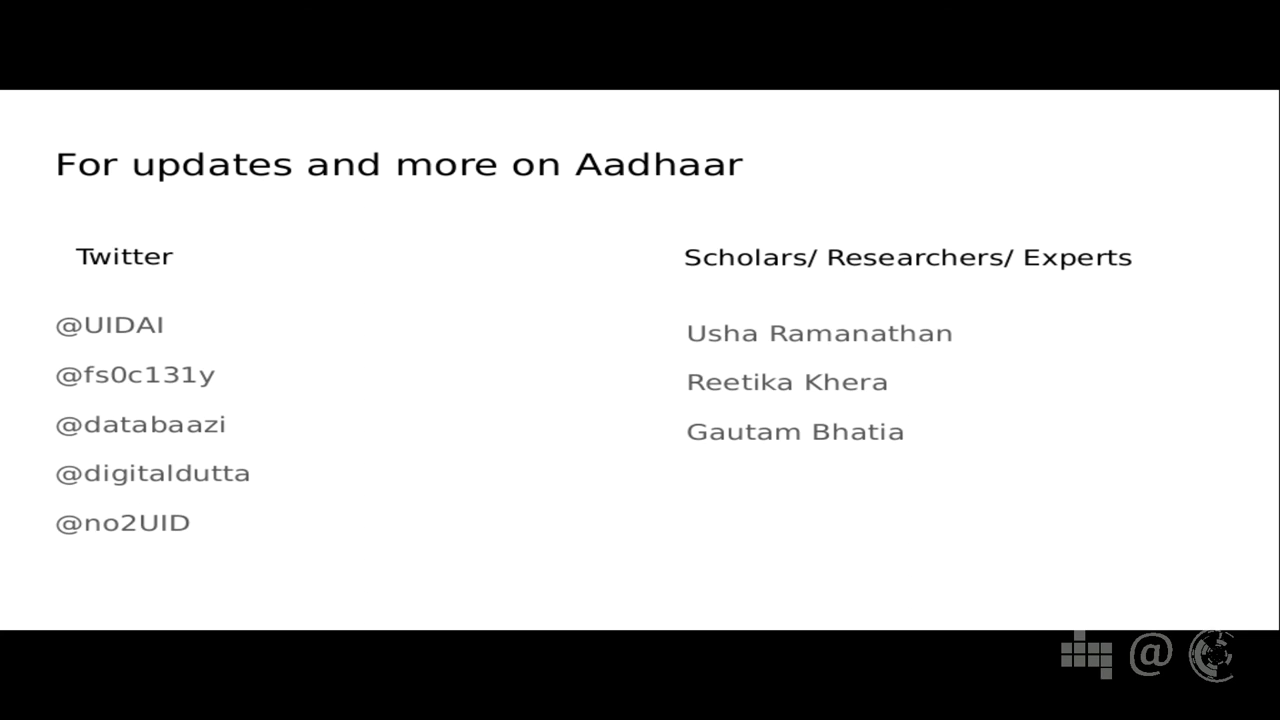 For updates and more on Aadhaar
Twitter
@UIDAI
@fs0c131y
@databaazi
@digitaldutta
@no2UID
Scholars/ Researchers/ Experts
Usha Ramanathan
Reetika Khera
Gautam Bhatia
@